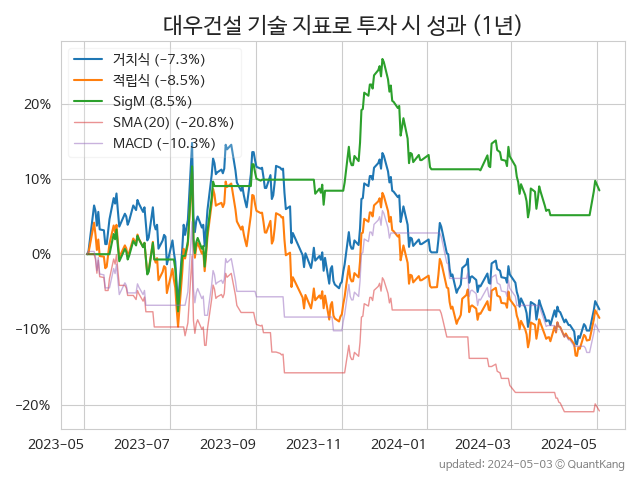 대우건설 기술 지표로 투자 시 성과 (1년)
거치식 (−7.3%)
적립식 (−8.5%)
SigM (8.5%)
SMA(20) (−20.8%)
MACD (−10.3%)
20%
10%
0%
−10%
−20%
2023-05 2023-07 2023-09 2023-11 2024-01 2024-03 2024-05
updated: 2024-05-03 ⓒ QuantKang